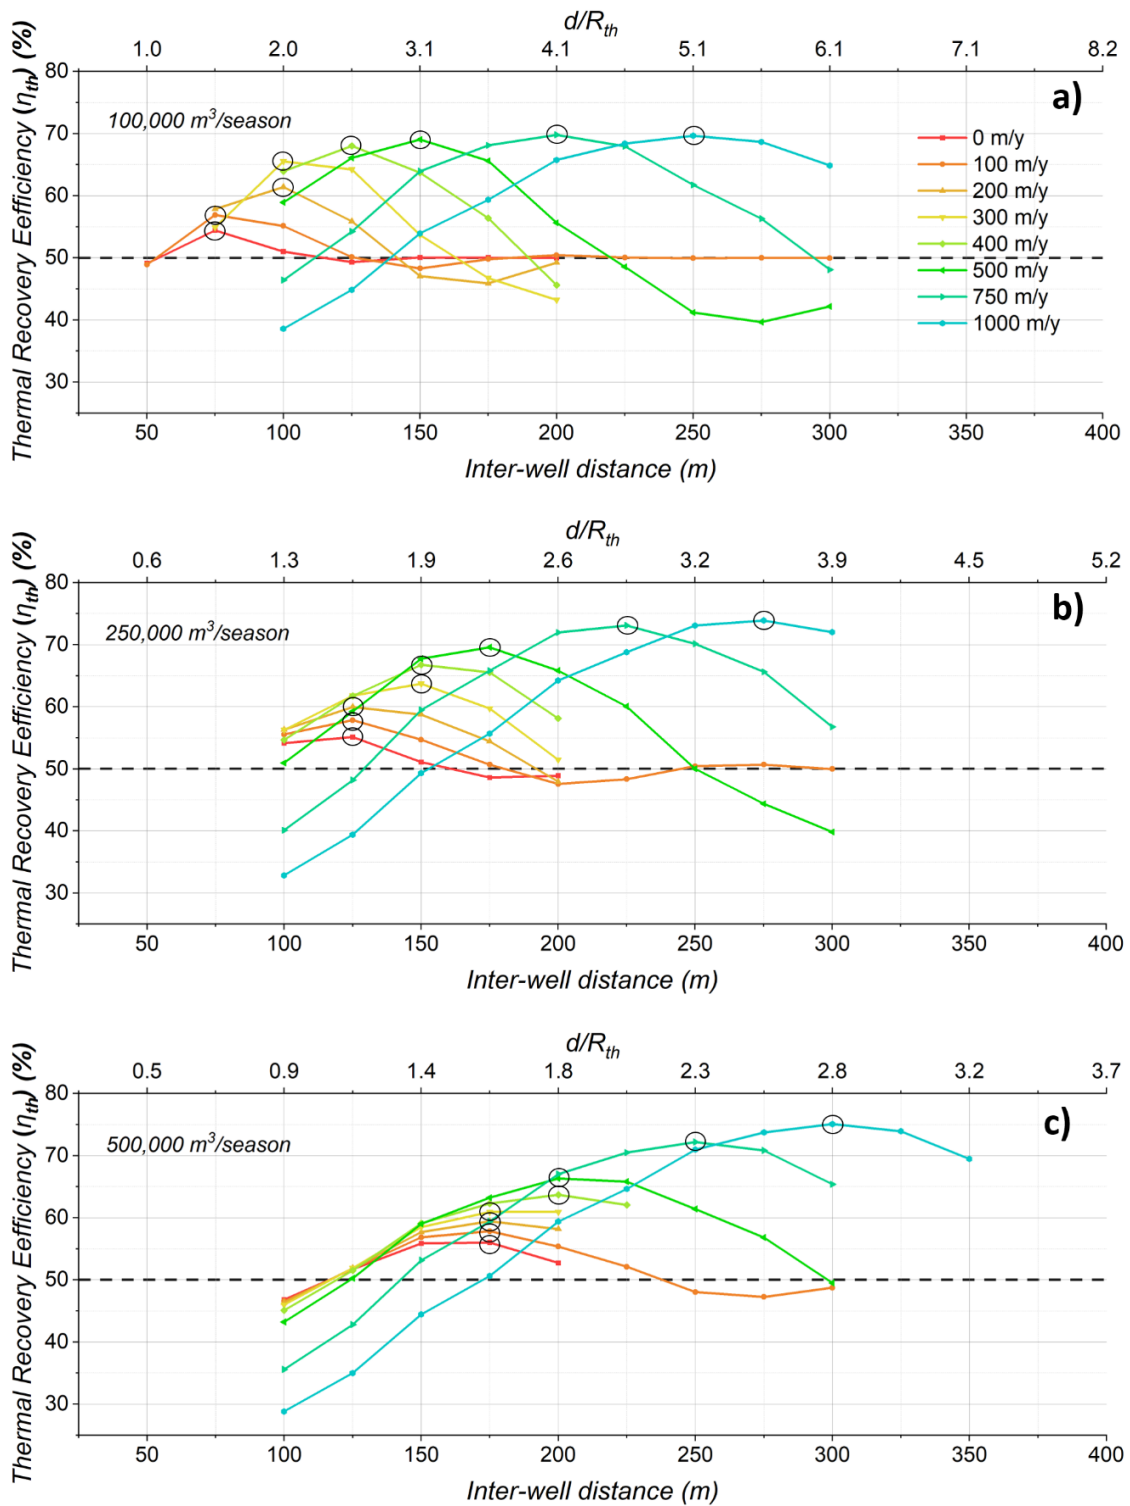 d/Rth
1.0 2.0 3.1 4.1 5.1 6.1 7.1 8.2
Thermal Recovery Eefficiency (ηth) (%)
80
70
60
50
40
30
100,000 m3/season
a)
0 m/y
100 m/y
200 m/y
300 m/y
400 m/y
500 m/y
750 m/y
1000 m/y
50 100 150 200 250 300 350 400
Inter-well distance (m)
d/Rth
0.6 1.3 1.9 2.6 3.2 3.9 4.5 5.2
Thermal Recovery Eefficiency (ηth) (%)
80
70
60
50
40
30
250,000 m3/season
b)
50 100 150 200 250 300 350 400
Inter-well distance (m)
d/Rth
0.5 0.9 1.4 1.8 2.3 2.8 3.2 3.7
Thermal Recovery Eefficiency (ηth) (%)
80
70
60
50
40
30
500,000 m3/season
c)
50 100 150 200 250 300 350 400
Inter-well distance (m)